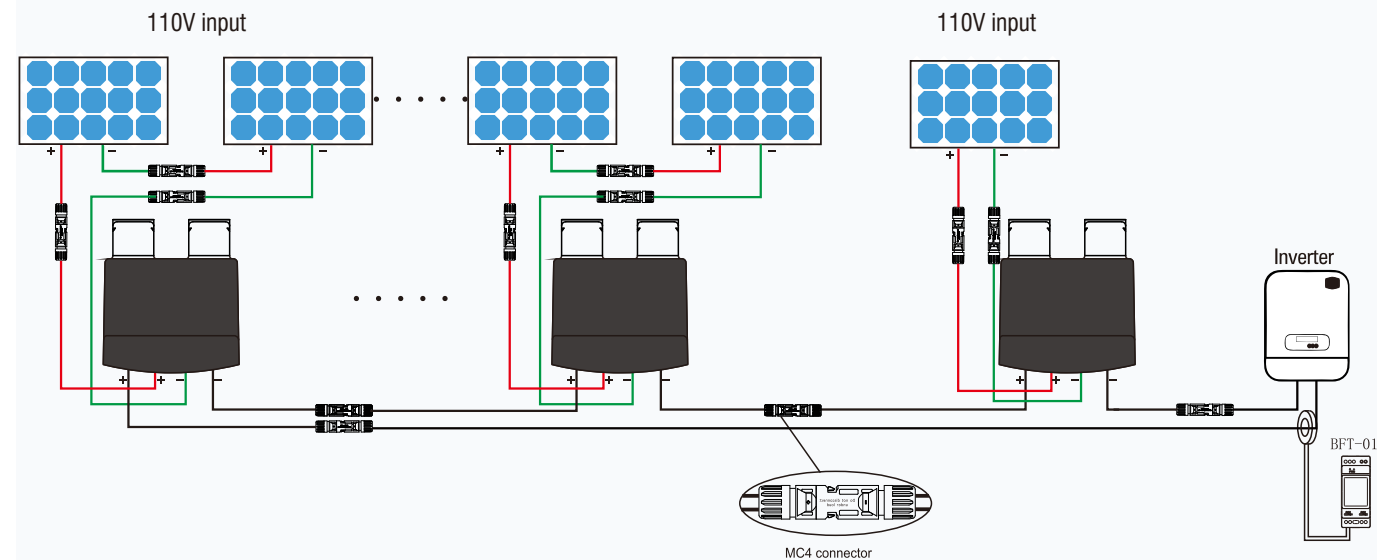 110V input
110V input
+ − + − + − + − + −
Inverter
+ + − − + + − − + + − −
BFT-01
MC4 connector